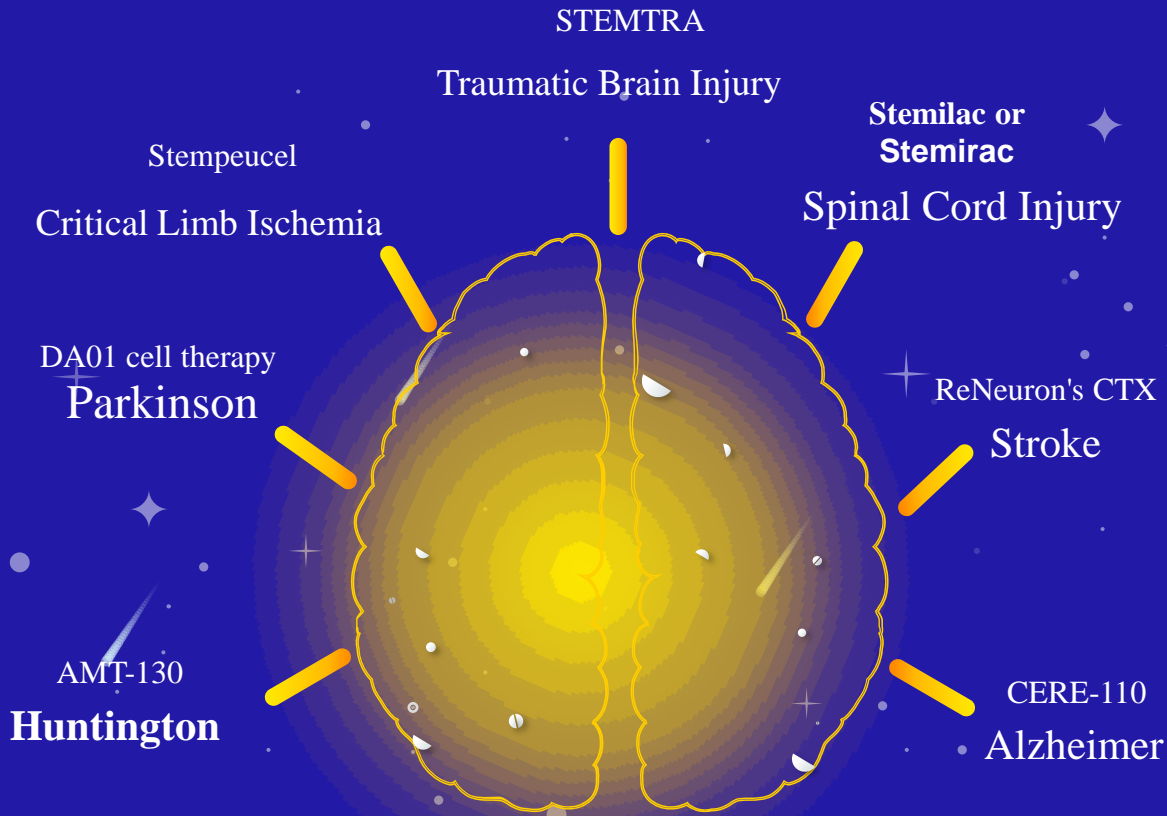 STEMTRA
Traumatic Brain Injury
Stemilac or
Stemirac
Spinal Cord Injury
Stempeucel
Critical Limb Ischemia
DA01 cell therapy
Parkinson
ReNeuron's CTX
Stroke
AMT-130
Huntington
CERE-110
Alzheimer